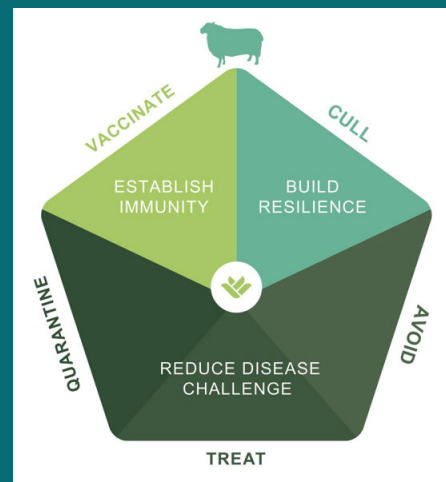 VACCINATE
CULL
ESTABLISH
IMMUNITY
BUILD
RESILIENCE
QUARANTINE
AVOID
REDUCE DISEASE
CHALLENGE
TREAT